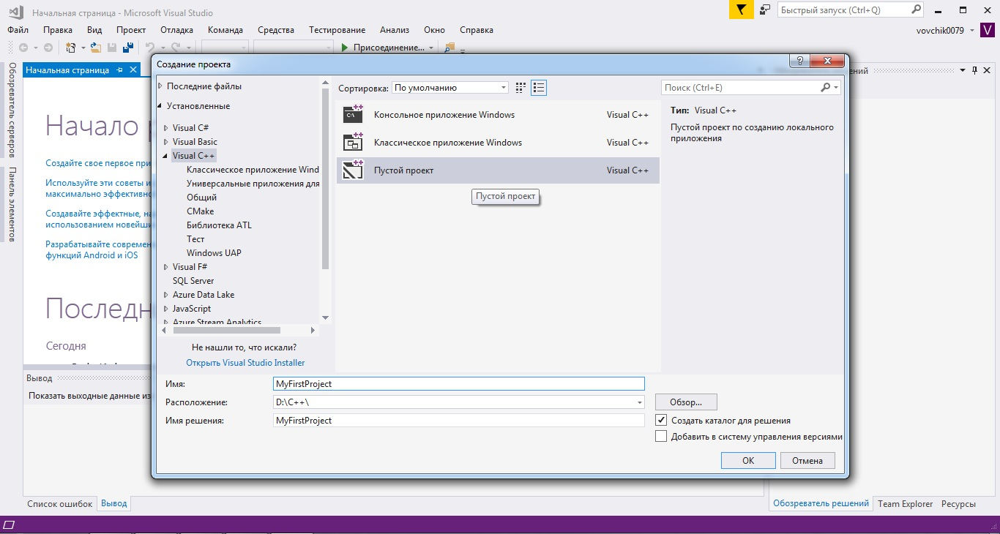 Начальная страница - Microsoft Visual Studio
Быстрый запуск (Ctrl+Q)
Файл Правка Вид Проект Отладка Команда Средства Тестирование Анализ Окно Справка
vovchik0079 V
Присоединение...
Обозреватель серверов
Панель элементов
Начальная страница
Начало
Создайте свое первое при
Используйте эти советы и
максимально эффективно
Создавайте эффектные, на
использованием новейши
Разрабатывайте современ
функций Android и iOS
Последн
Сегодня
Вывод
Показать выходные данные из
Создание проекта
Последние файлы
Установленные
Visual C#
Visual Basic
Visual C++
Классическое приложение Wind
Универсальные приложения для
Общий
CMake
Библиотека ATL
Тест
Windows UAP
Visual F#
SQL Server
Azure Data Lake
JavaScript
Azure Stream Analytics
Не нашли то, что искали?
Открыть Visual Studio Installer
Сортировка: По умолчанию
Консольное приложение Windows Visual C++
Классическое приложение Windows Visual C++
Пустой проект Visual C++
Пустой проект
Поиск (Ctrl+E)
Тип: Visual C++
Пустой проект по созданию локального
приложения
Имя: MyFirstProject
Расположение: D:\C++\
Обзор...
Имя решения: MyFirstProject
Создать каталог для решения
Добавить в систему управления версиями
OK Отмена
Список ошибок Вывод
Обозреватель решений Team Explorer Ресурсы